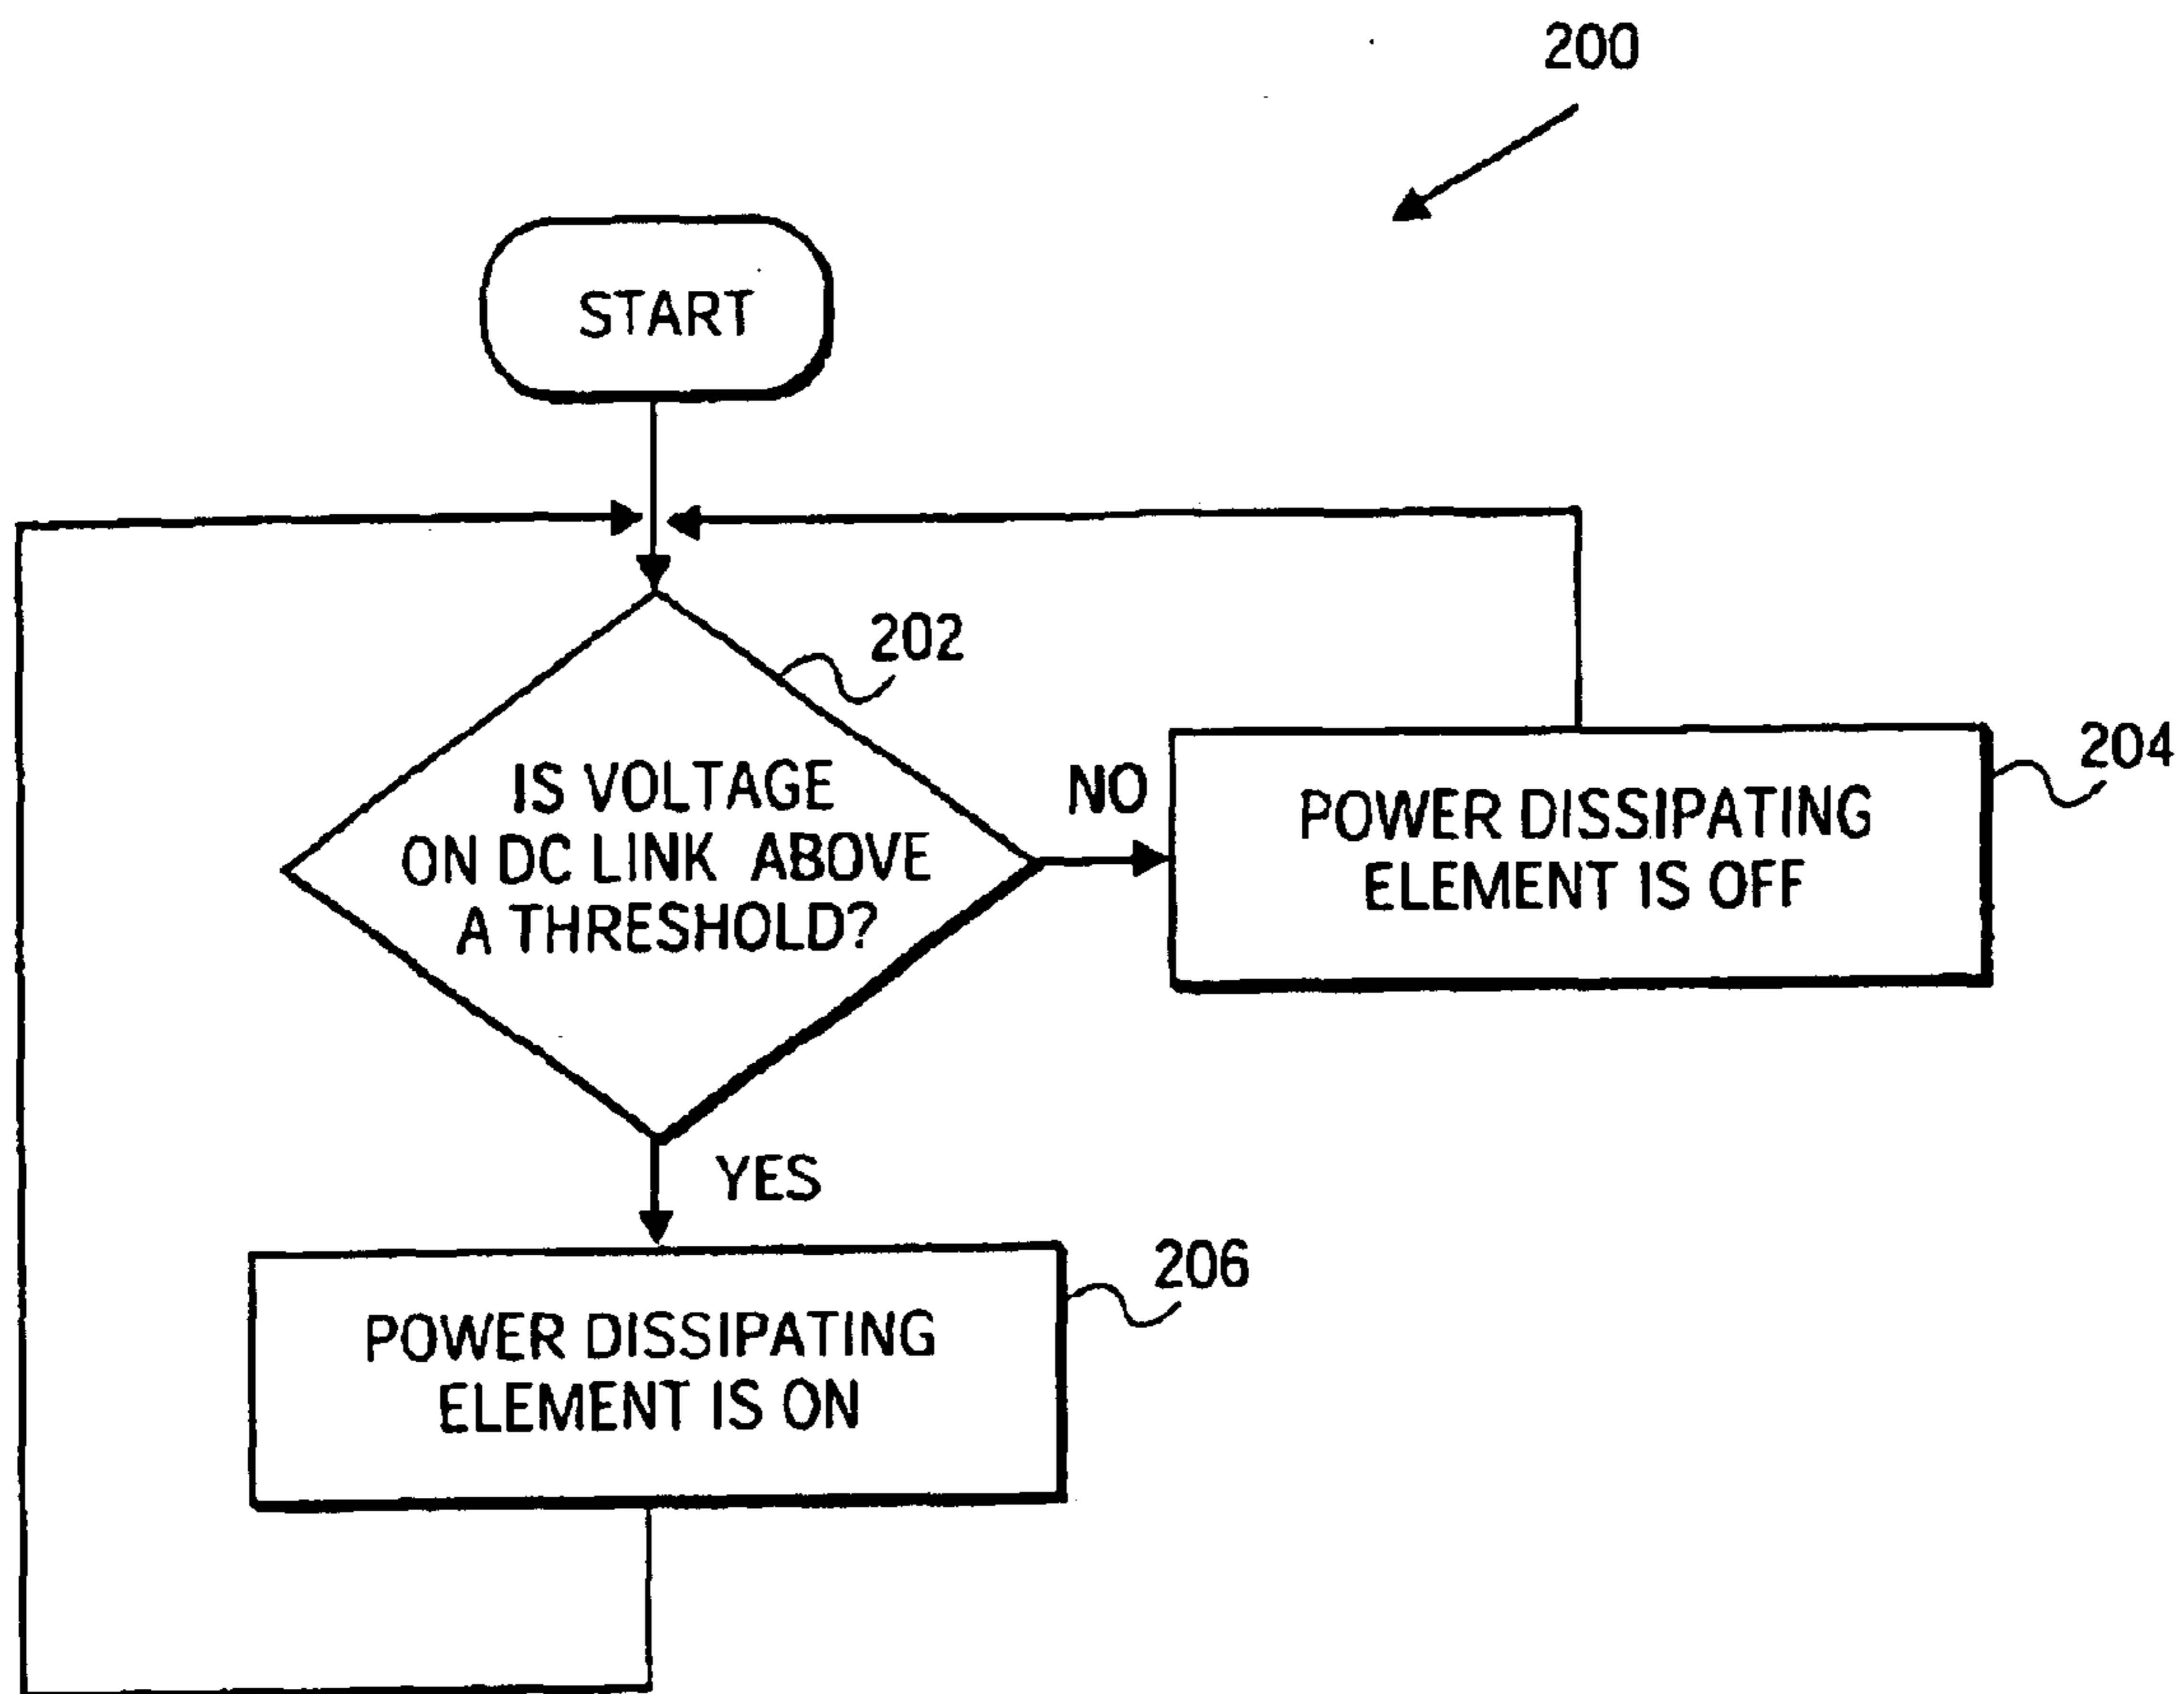 200
START
202
IS VOLTAGE
ON DC LINK ABOVE
A THRESHOLD?
NO
204
POWER DISSIPATING
ELEMENT IS OFF
YES
206
POWER DISSIPATING
ELEMENT IS ON